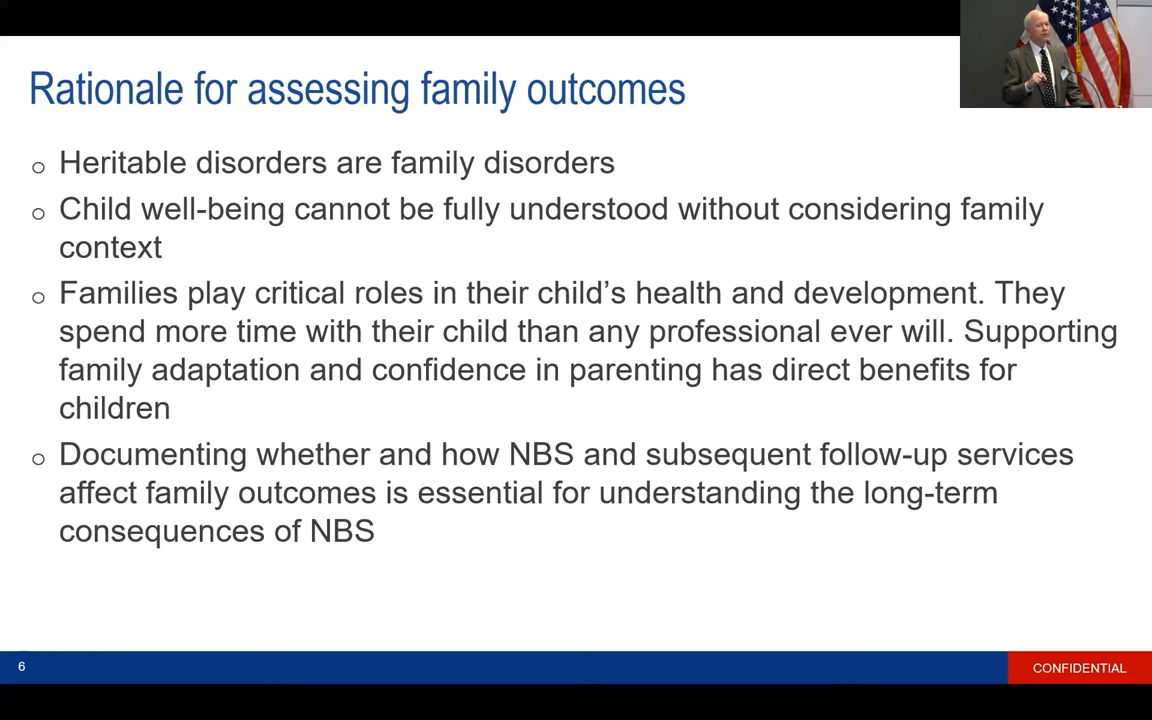 Rationale for assessing family outcomes
o Heritable disorders are family disorders
o Child well-being cannot be fully understood without considering family
context
o Families play critical roles in their child’s health and development. They
spend more time with their child than any professional ever will. Supporting
family adaptation and confidence in parenting has direct benefits for
children
o Documenting whether and how NBS and subsequent follow-up services
affect family outcomes is essential for understanding the long-term
consequences of NBS
6
CONFIDENTIAL